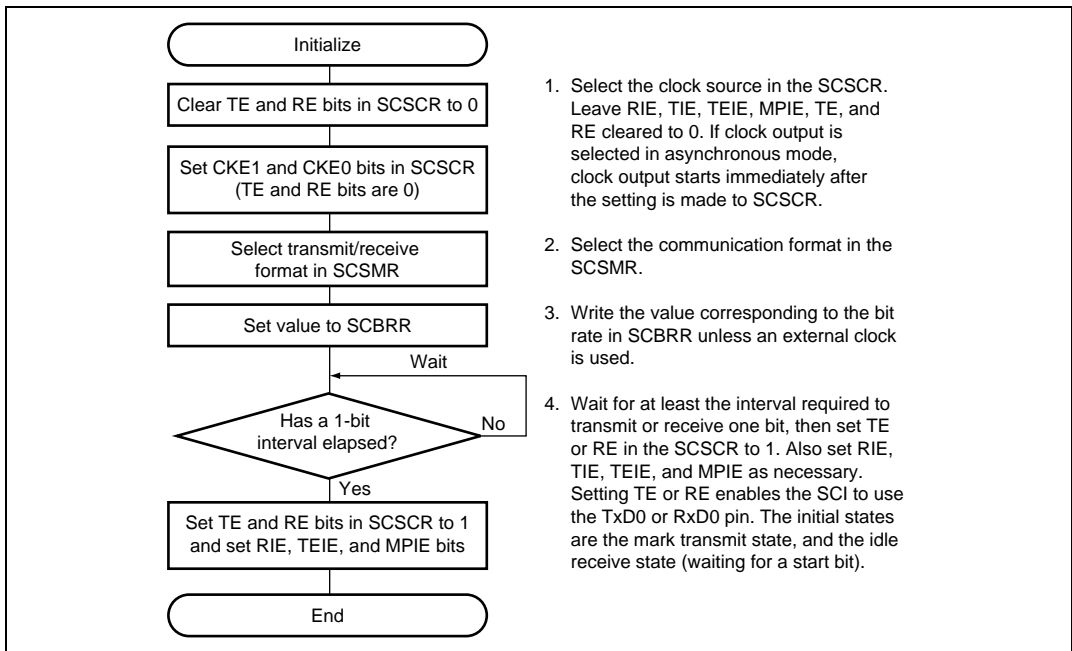 Initialize
Clear TE and RE bits in SCSCR to 0
Set CKE1 and CKE0 bits in SCSCR
(TE and RE bits are 0)
Select transmit/receive
format in SCSMR
Set value to SCBRR
Wait
Has a 1-bit
interval elapsed?
No
Yes
Set TE and RE bits in SCSCR to 1
and set RIE, TEIE, and MPIE bits
End
1. Select the clock source in the SCSCR.
Leave RIE, TIE, TEIE, MPIE, TE, and
RE cleared to 0. If clock output is
selected in asynchronous mode,
clock output starts immediately after
the setting is made to SCSCR.
2. Select the communication format in the
SCSMR.
3. Write the value corresponding to the bit
rate in SCBRR unless an external clock
is used.
4. Wait for at least the interval required to
transmit or receive one bit, then set TE
or RE in the SCSCR to 1. Also set RIE,
TIE, TEIE, and MPIE as necessary.
Setting TE or RE enables the SCI to use
the TxD0 or RxD0 pin. The initial states
are the mark transmit state, and the idle
receive state (waiting for a start bit).